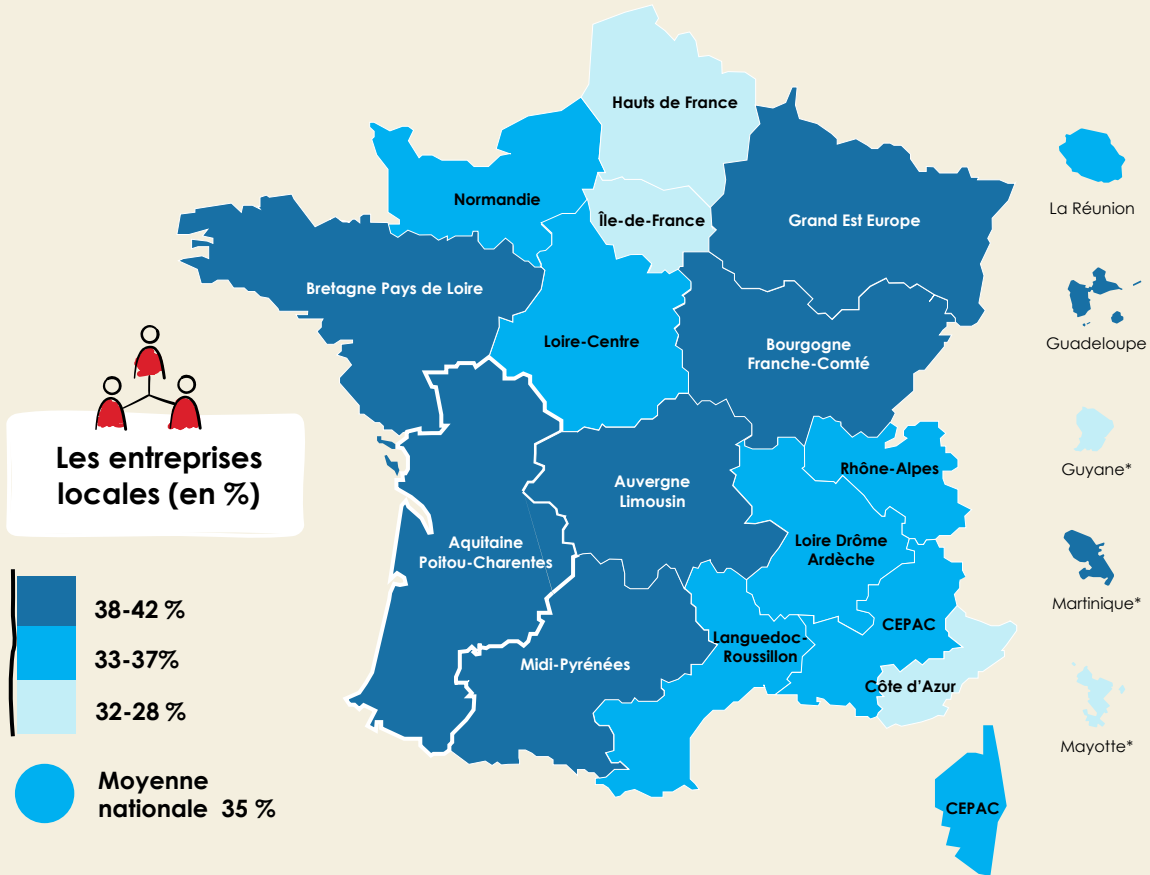 Hauts de France
Normandie
Île-de-France
Grand Est Europe
Bretagne Pays de Loire
Loire-Centre
Bourgogne
Franche-Comté
Auvergne
Limousin
Rhône-Alpes
Aquitaine
Poitou-Charentes
Loire Drôme
Ardèche
CEPAC
Languedoc-
Roussillon
Midi-Pyrénées
Côte d'Azur
CEPAC
La Réunion
Guadeloupe
Guyane*
Martinique*
Mayotte*
Les entreprises
locales (en %)
38-42 %
33-37%
32-28 %
Moyenne
nationale 35 %